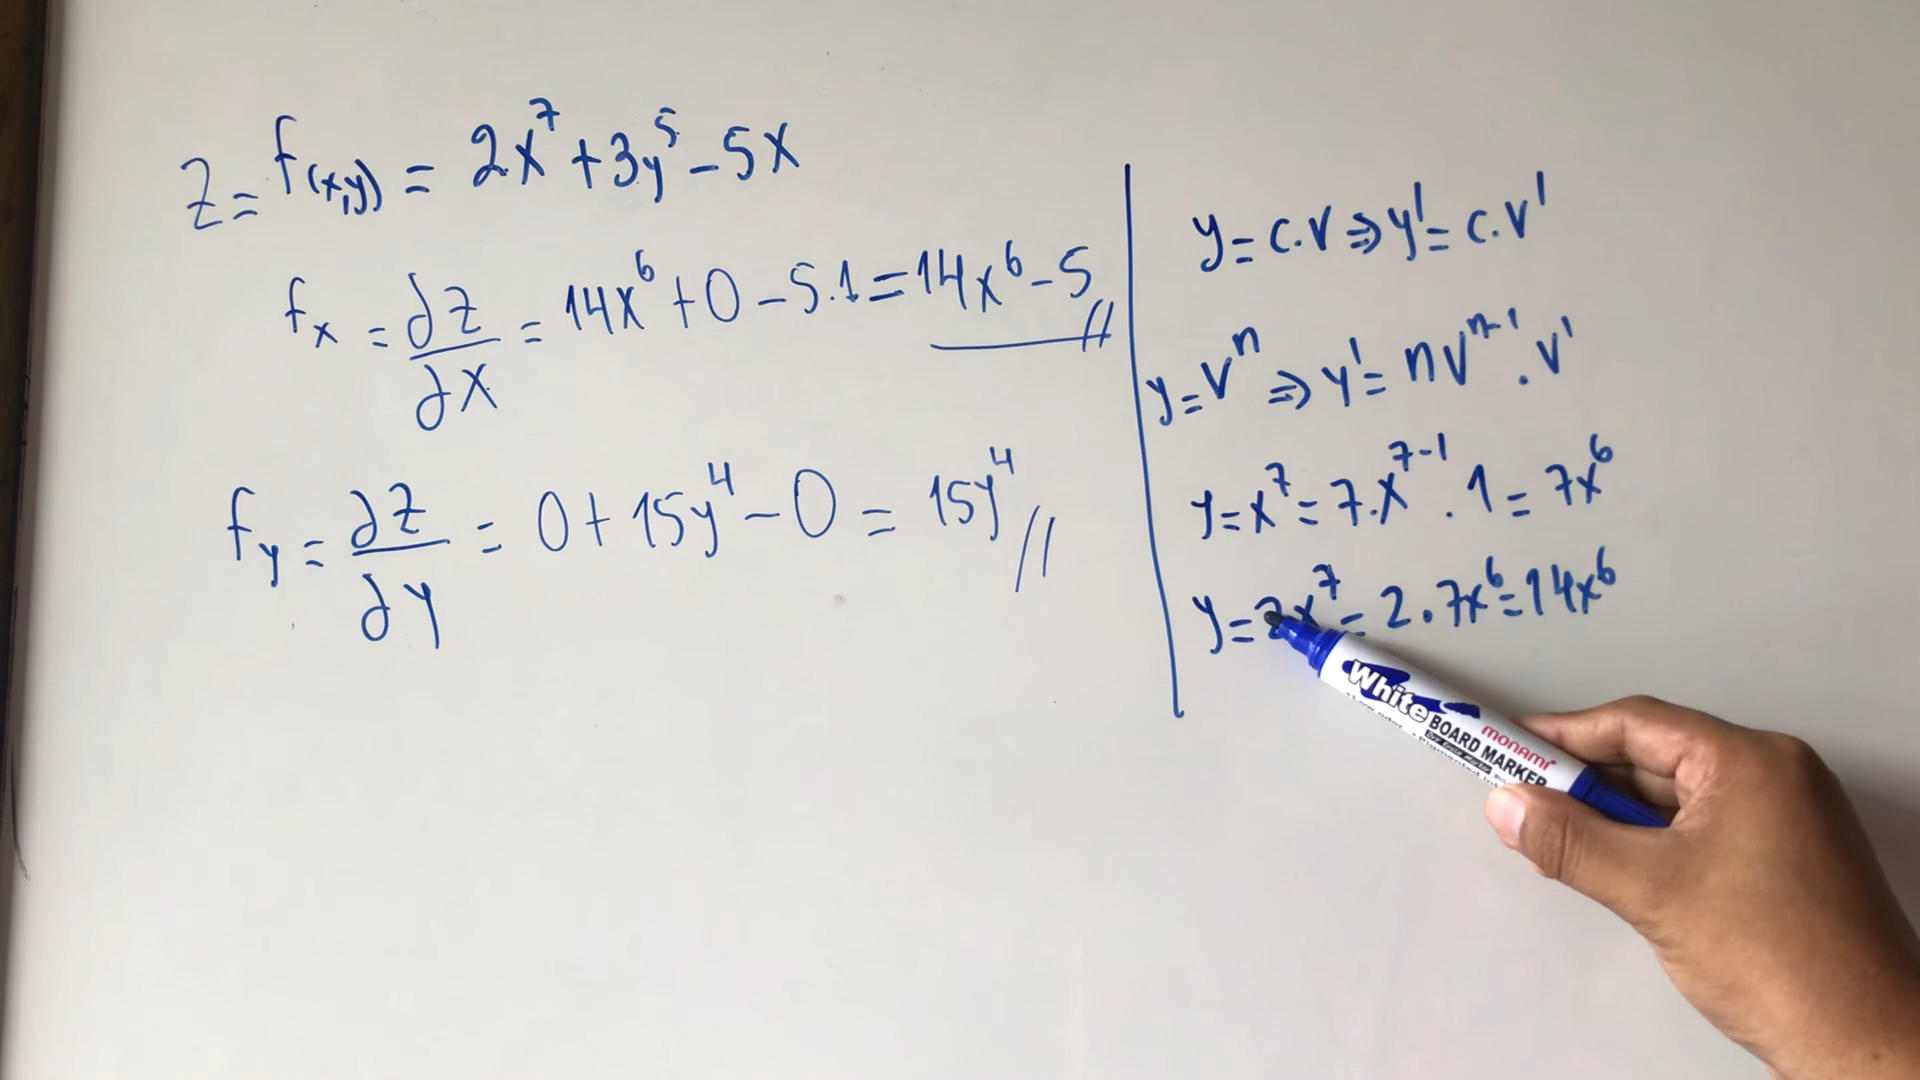 z = f(x,y) = 2x⁷ + 3y⁵ - 5x
fx = ∂z/∂x = 14x⁶ + 0 - 5.1 = 14x⁶ - 5 //
fy = ∂z/∂y = 0 + 15y⁴ - 0 = 15y⁴ //
y = c.v ⇒ y' = c.v'
y = vⁿ ⇒ y' = nvⁿ⁻¹ . v'
y = x⁷ = 7.x⁷⁻¹ . 1 = 7x⁶
y = 2x⁷ = 2.7x⁶ = 14x⁶
White
BOARD MARKER
monami